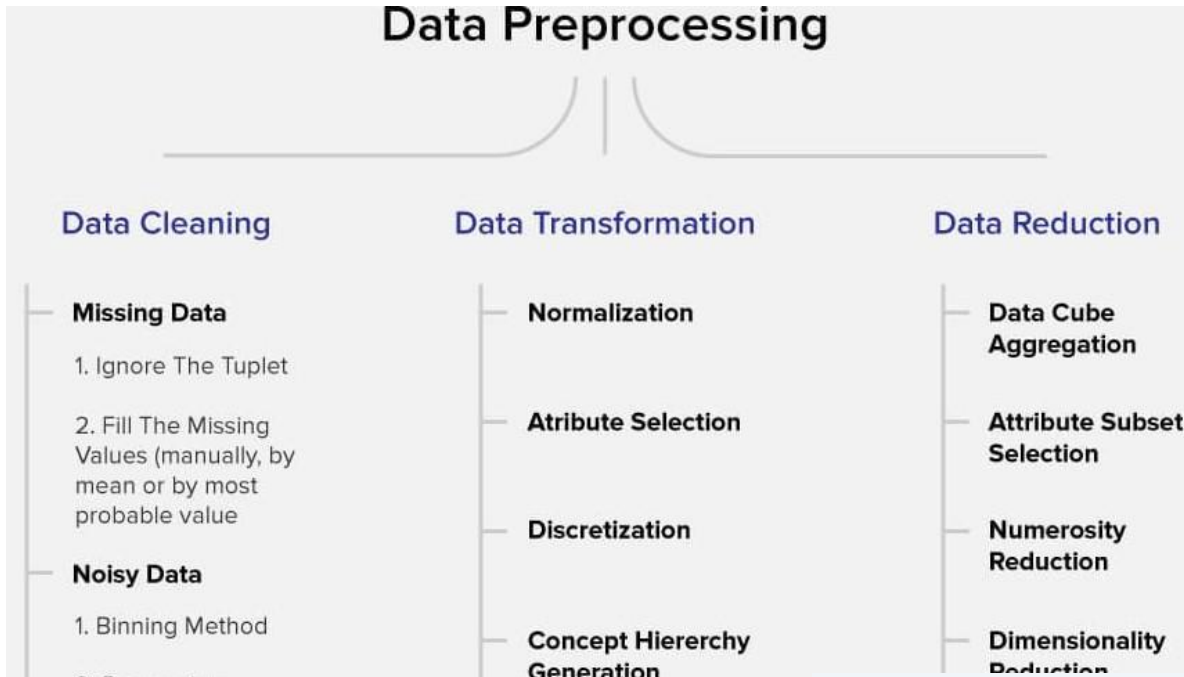 Data Preprocessing
Data Cleaning
Missing Data
1. Ignore The Tuplet
2. Fill The Missing
Values (manually, by
mean or by most
probable value
Noisy Data
1. Binning Method
Data Transformation
Normalization
Atribute Selection
Discretization
Concept Hiererchy
Generation
Data Reduction
Data Cube
Aggregation
Attribute Subset
Selection
Numerosity
Reduction
Dimensionality
Reduction